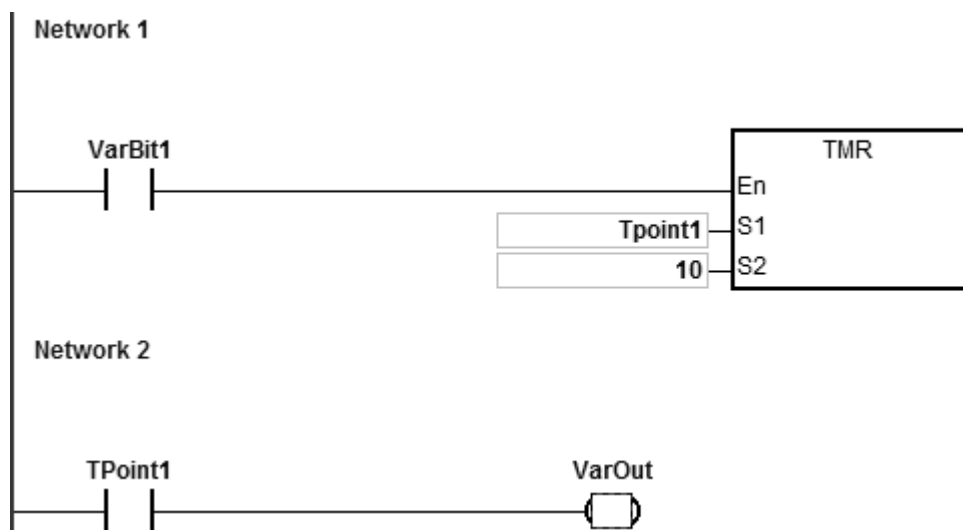 Network 1
VarBit1
TMR
En
Tpoint1 S1
10 S2
Network 2
TPoint1 VarOut